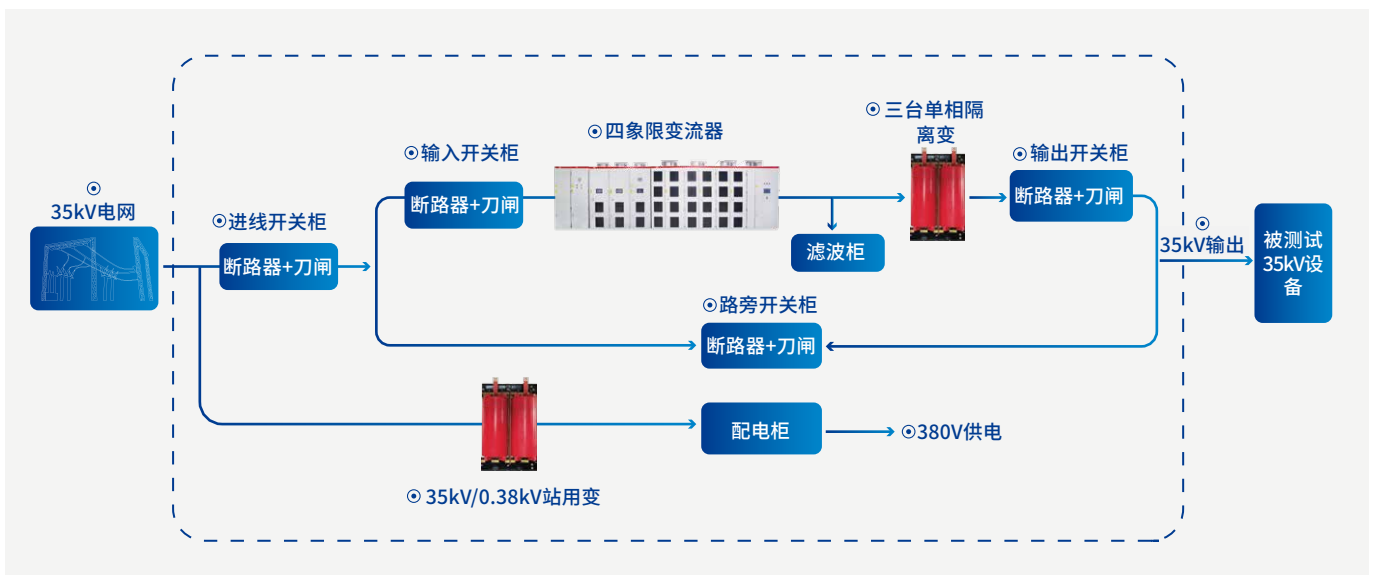 35kV电网
进线开关柜
断路器+刀闸
输入开关柜
断路器+刀闸
四象限变流器
滤波柜
三台单相隔
离变
输出开关柜
断路器+刀闸
35kV输出
被测试
35kV设
备
路旁开关柜
断路器+刀闸
35kV/0.38kV站用变
配电柜
380V供电